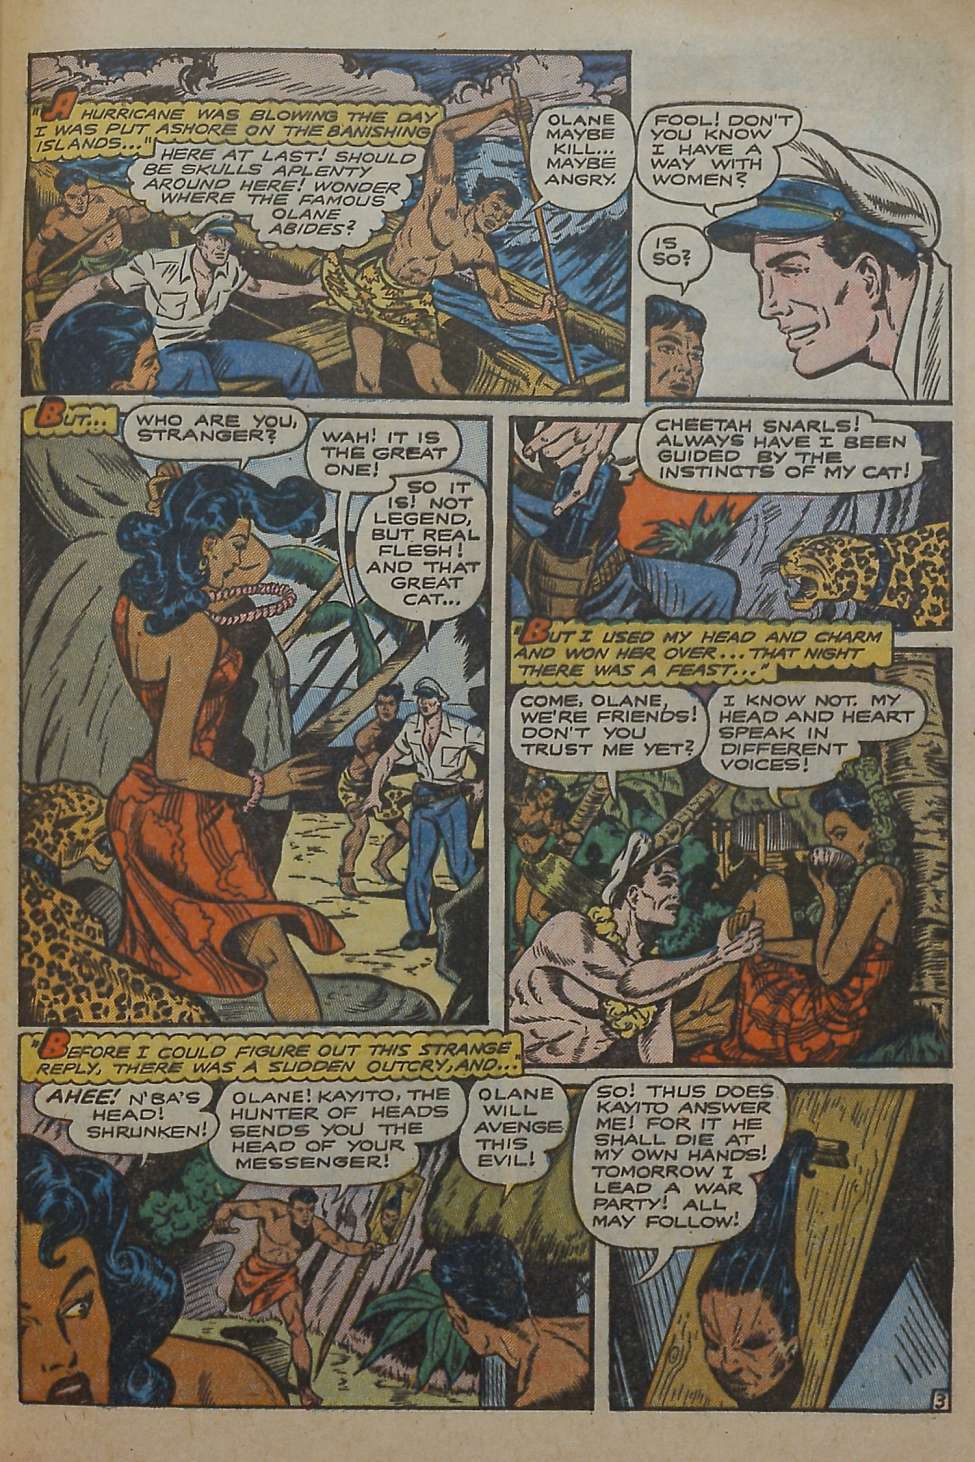 "A HURRICANE WAS BLOWING THE DAY
I WAS PUT ASHORE ON THE BANISHING
ISLANDS..."
HERE AT LAST! SHOULD
BE SKULLS APLENTY
AROUND HERE! WONDER
WHERE THE FAMOUS
OLANE
ABIDES?
OLANE
MAYBE
KILL...
MAYBE
ANGRY.
FOOL! DON'T
YOU KNOW
I HAVE A
WAY WITH
WOMEN?
IS
SO?
BUT...
WHO ARE YOU,
STRANGER?
WAH! IT IS
THE GREAT
ONE!
SO IT
IS! NOT
LEGEND,
BUT REAL
FLESH!
AND THAT
GREAT
CAT...
CHEETAH SNARLS!
ALWAYS HAVE I BEEN
GUIDED BY THE
INSTINCTS OF MY CAT!
"BUT I USED MY HEAD AND CHARM
AND WON HER OVER... THAT NIGHT
THERE WAS A FEAST..."
COME, OLANE,
WE'RE FRIENDS!
DON'T YOU
TRUST ME YET?
I KNOW NOT. MY
HEAD AND HEART
SPEAK IN
DIFFERENT
VOICES!
"BEFORE I COULD FIGURE OUT THIS STRANGE
REPLY, THERE WAS A SUDDEN OUTCRY, AND..."
AHEE! N'BA'S
HEAD!
SHRUNKEN!
OLANE! KAYITO, THE
HUNTER OF HEADS
SENDS YOU THE
HEAD OF YOUR
MESSENGER!
OLANE
WILL
AVENGE
THIS
EVIL!
SO! THUS DOES
KAYITO ANSWER
ME! FOR IT HE
SHALL DIE AT
MY OWN HANDS!
TOMORROW I
LEAD A WAR
PARTY! ALL
MAY FOLLOW!
3